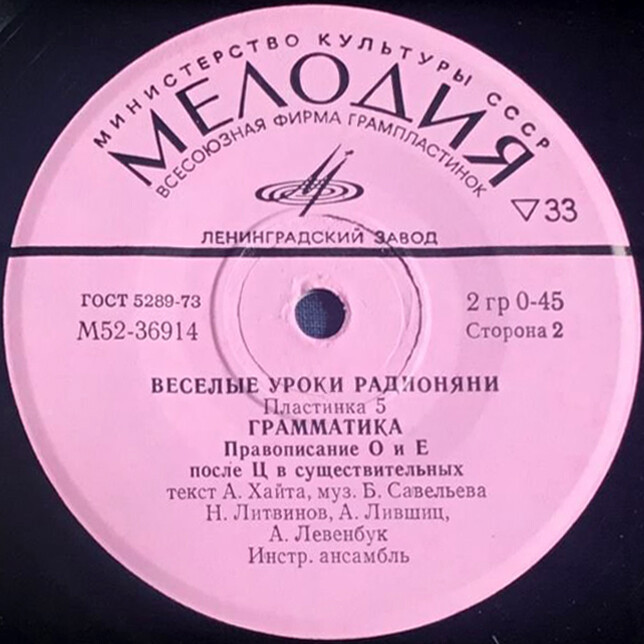 МИНИСТЕРСТВО КУЛЬТУРЫ СССР
МЕЛОДИЯ
ВСЕСОЮЗНАЯ ФИРМА ГРАМПЛАСТИНОК
▽33
ЛЕНИНГРАДСКИЙ ЗАВОД
ГОСТ 5289-73
2 гр 0-45
М52-36914
Сторона 2
ВЕСЕЛЫЕ УРОКИ РАДИОНЯНИ
Пластинка 5
ГРАММАТИКА
Правописание О и Е
после Ц в существительных
текст А. Хайта, муз. Б. Савельева
Н. Литвинов, А. Лившиц,
А. Левенбук
Инстр. ансамбль